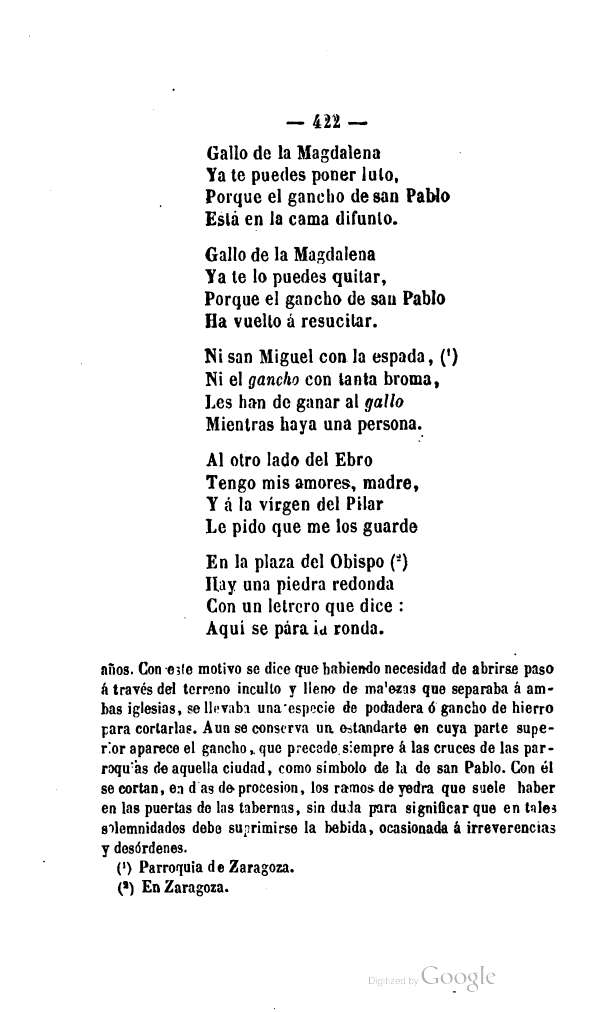 — 422 —
Gallo de la Magdalena
Ya te puedes poner luto,
Porque el gancho de san Pablo
Está en la cama difunto.
Gallo de la Magdalena
Ya te lo puedes quitar,
Porque el gancho de san Pablo
Ha vuelto á resucitar.
Ni san Miguel con la espada, (¹)
Ni el gancho con tanta broma,
Les han de ganar al gallo
Mientras haya una persona.
Al otro lado del Ebro
Tengo mis amores, madre,
Y á la vírgen del Pilar
Le pido que me los guarde
En la plaza del Obispo (²)
Hay una piedra redonda
Con un letrero que dice :
Aquí se pára la ronda.
años. Con este motivo se dice que habiendo necesidad de abrirse paso
á través del terreno inculto y lleno de malezas que separaba á am-
bas iglesias, se llevaba una especie de podadera ó gancho de hierro
para cortarlas. Aun se conserva un estandarte en cuya parte supe-
rior aparece el gancho, que precede siempre á las cruces de las par-
roquias de aquella ciudad, como símbolo de la de san Pablo. Con él
se cortan, en dias de procesion, los ramos de yedra que suele haber
en las puertas de las tabernas, sin duda para significar que en tales
solemnidades debe suprimirse la bebida, ocasionada á irreverencias
y desórdenes.
(¹) Parroquia de Zaragoza.
(²) En Zaragoza.
Digitized by Google